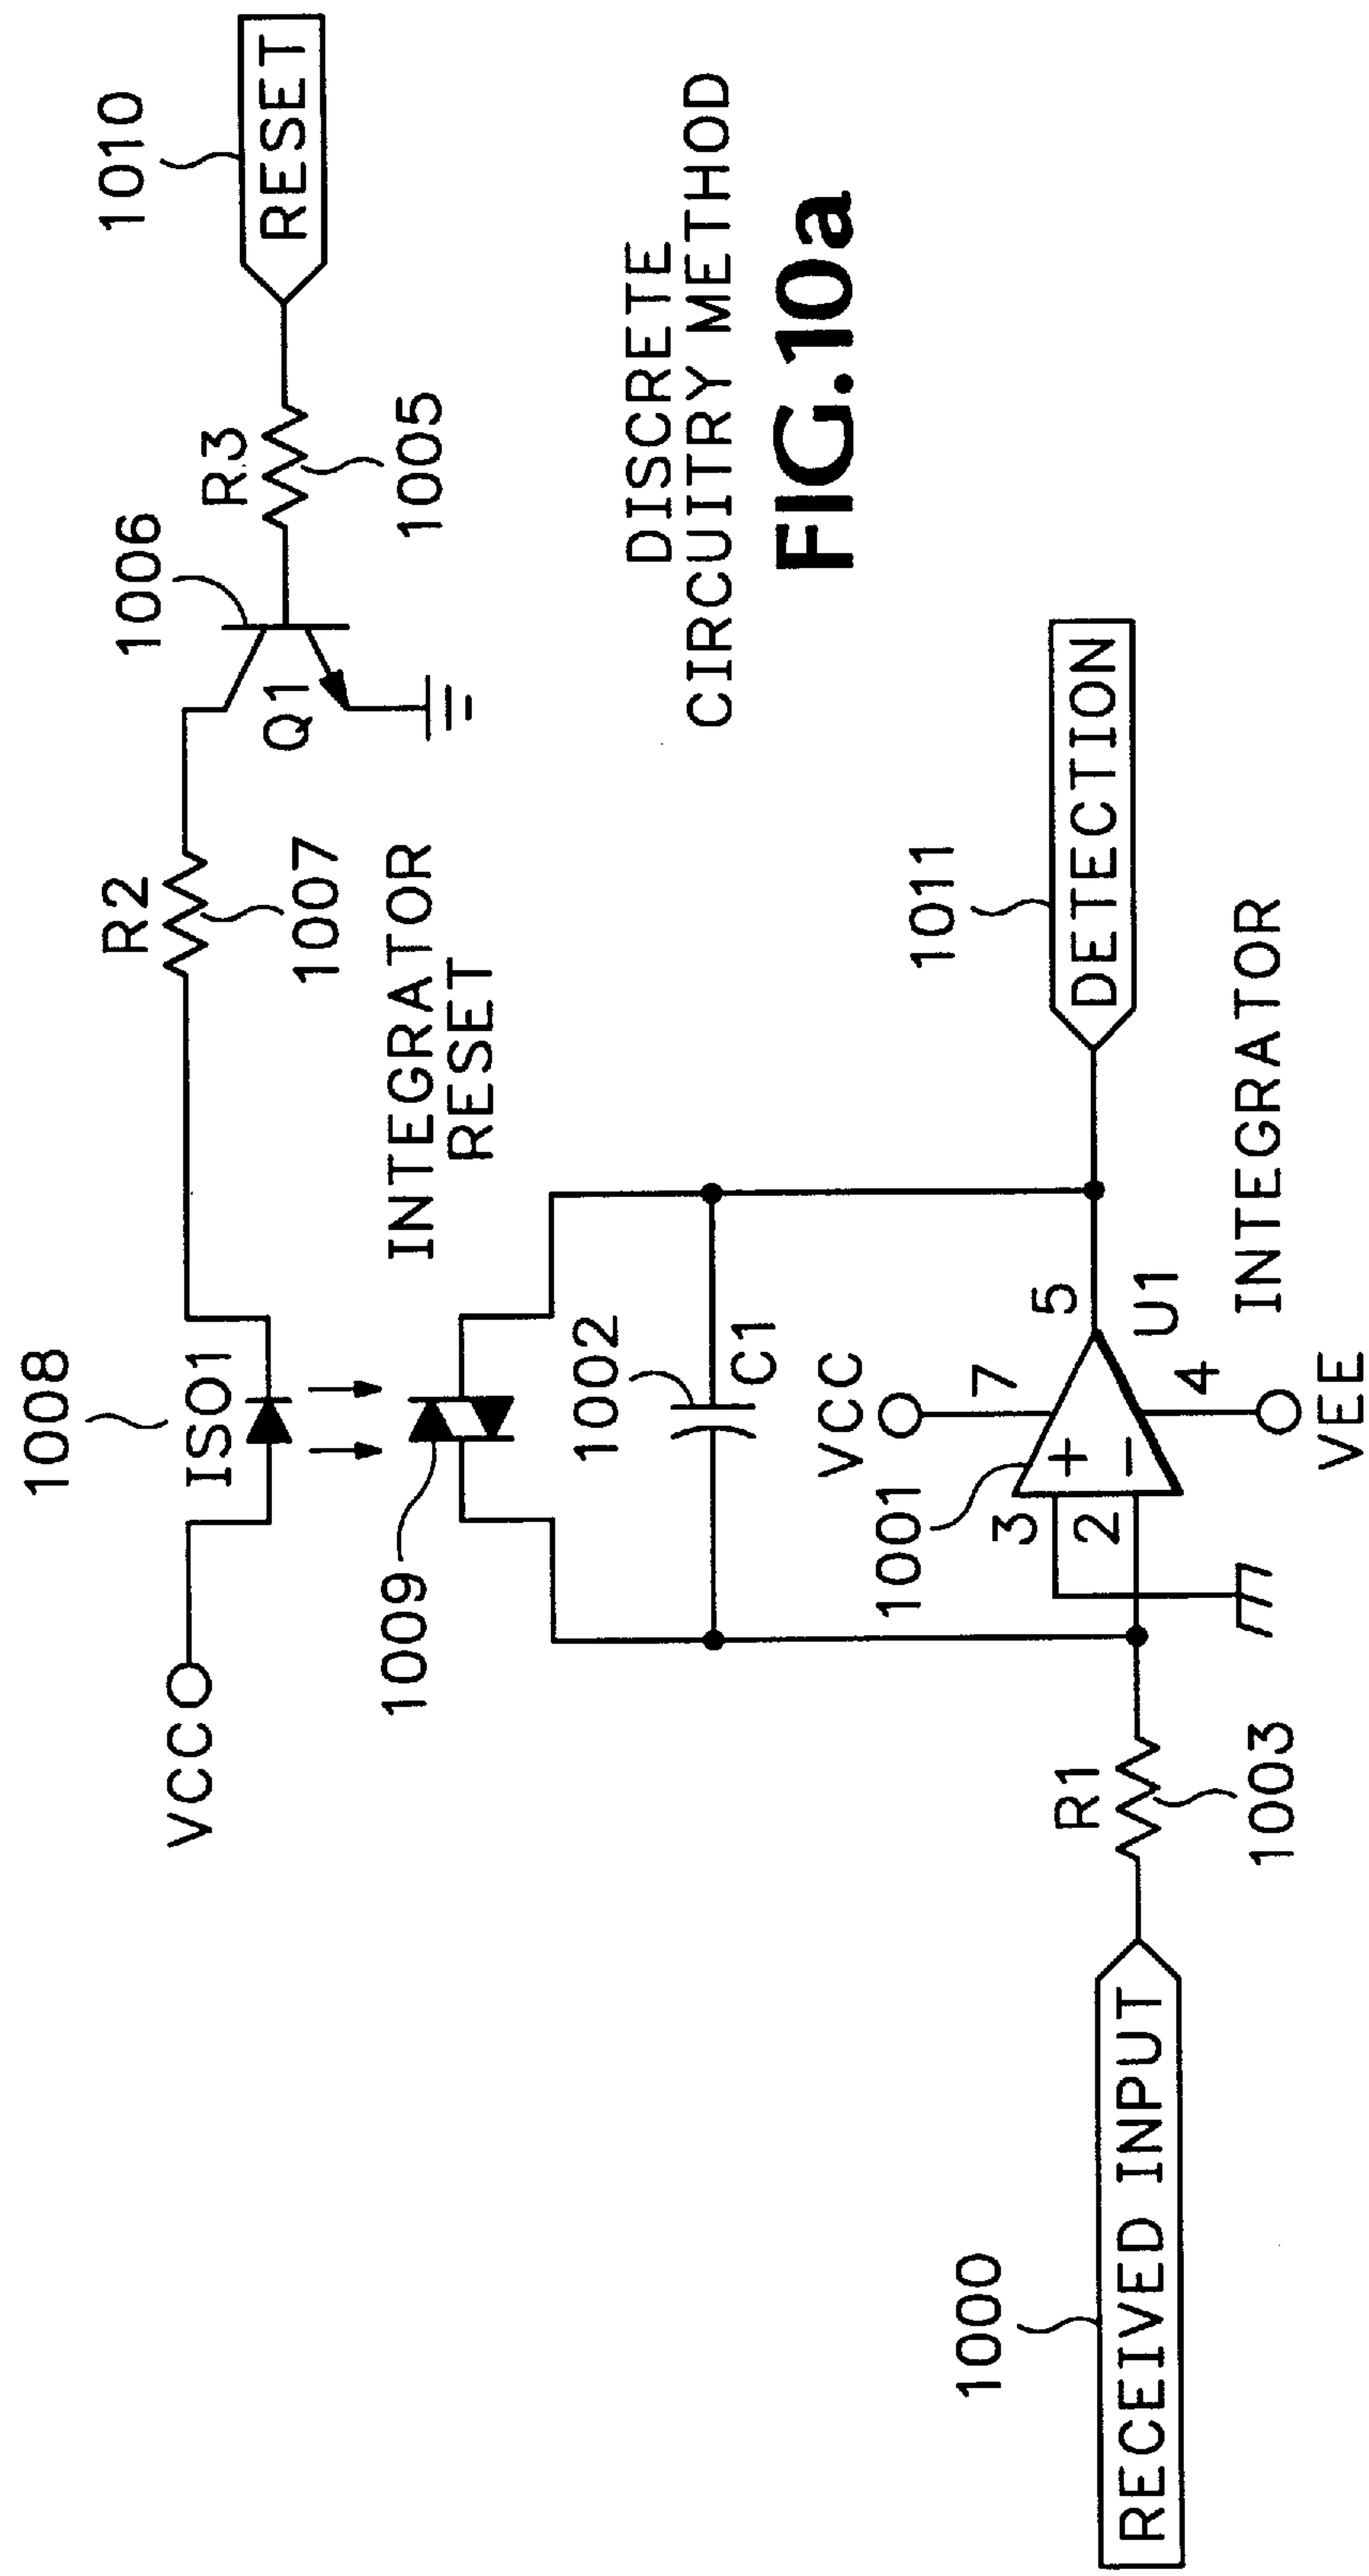 1008
VCC
ISO1
R2
1007
1006
Q1
R3
1005
1010
RESET
INTEGRATOR
RESET
1009
1002
C1
DISCRETE
CIRCUITRY METHOD
FIG.10a
VCC
1001
7
3
+
2
−
5
U1
4
VEE
INTEGRATOR
1011
DETECTION
R1
1003
1000
RECEIVED INPUT